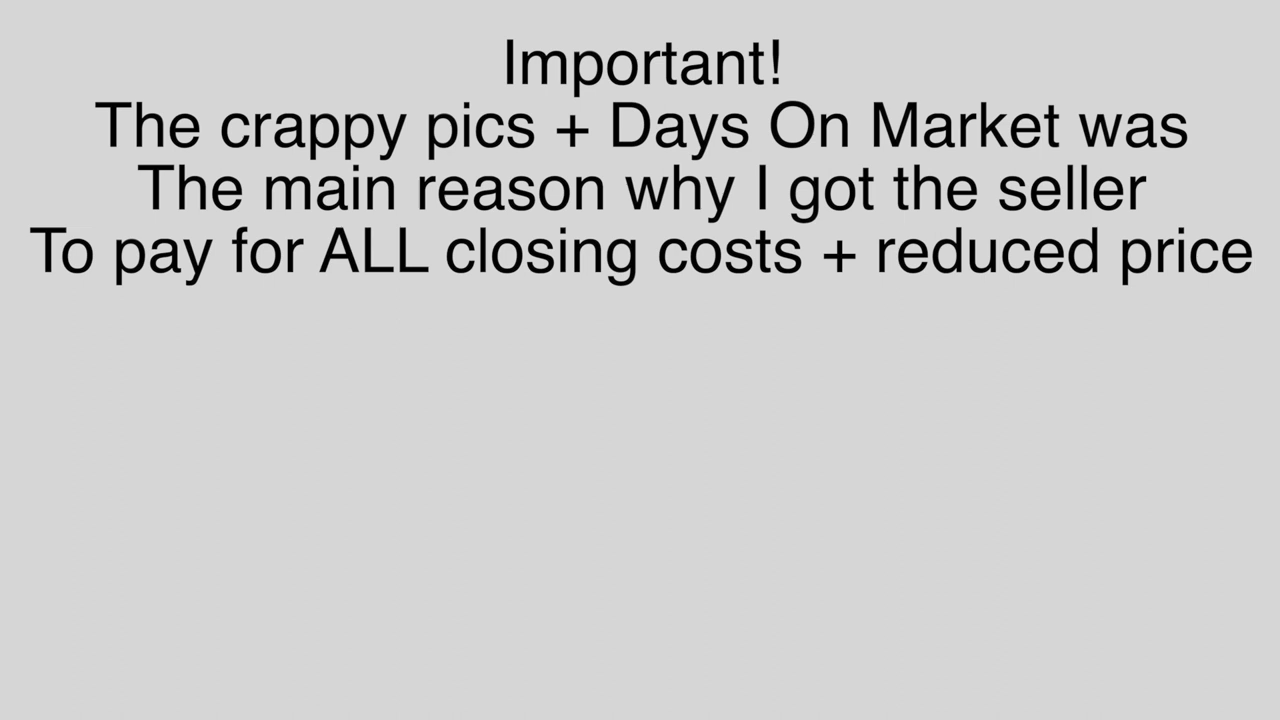 Important!
The crappy pics + Days On Market was
The main reason why I got the seller
To pay for ALL closing costs + reduced price